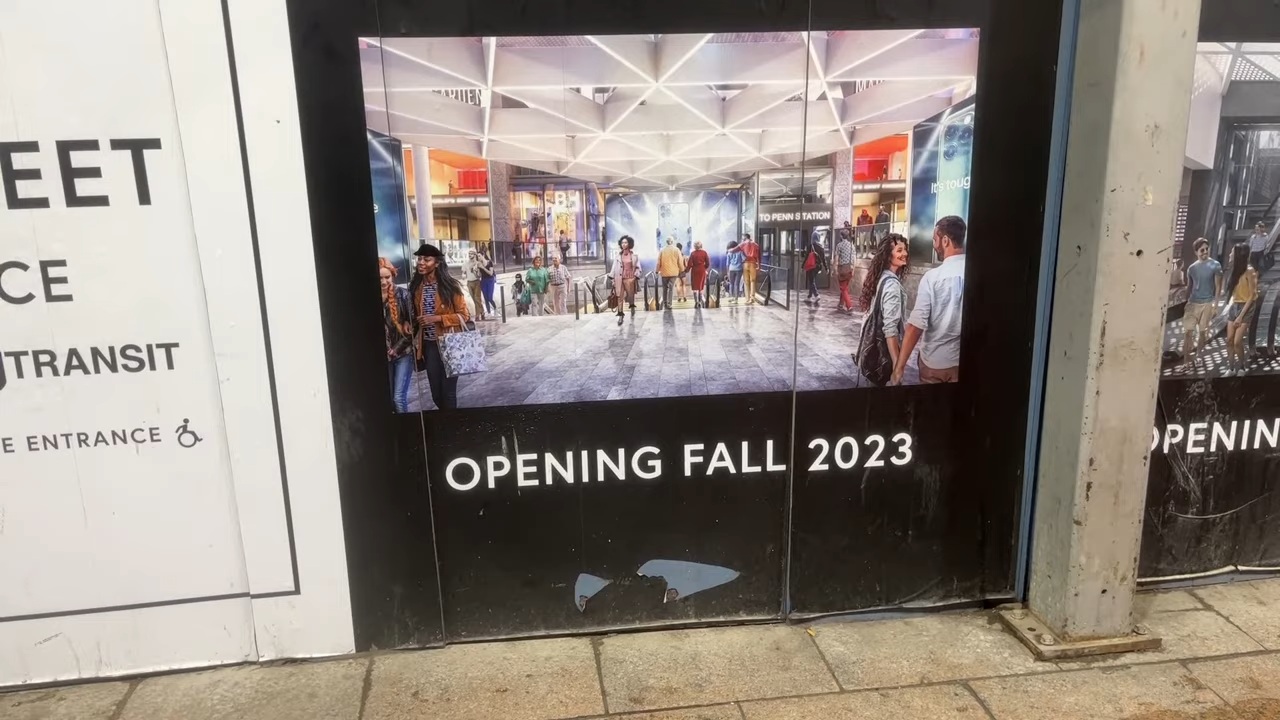 EET
CE
TRANSIT
E ENTRANCE
TO PENN STATION
It's toug
OPENING FALL 2023
OPENIN